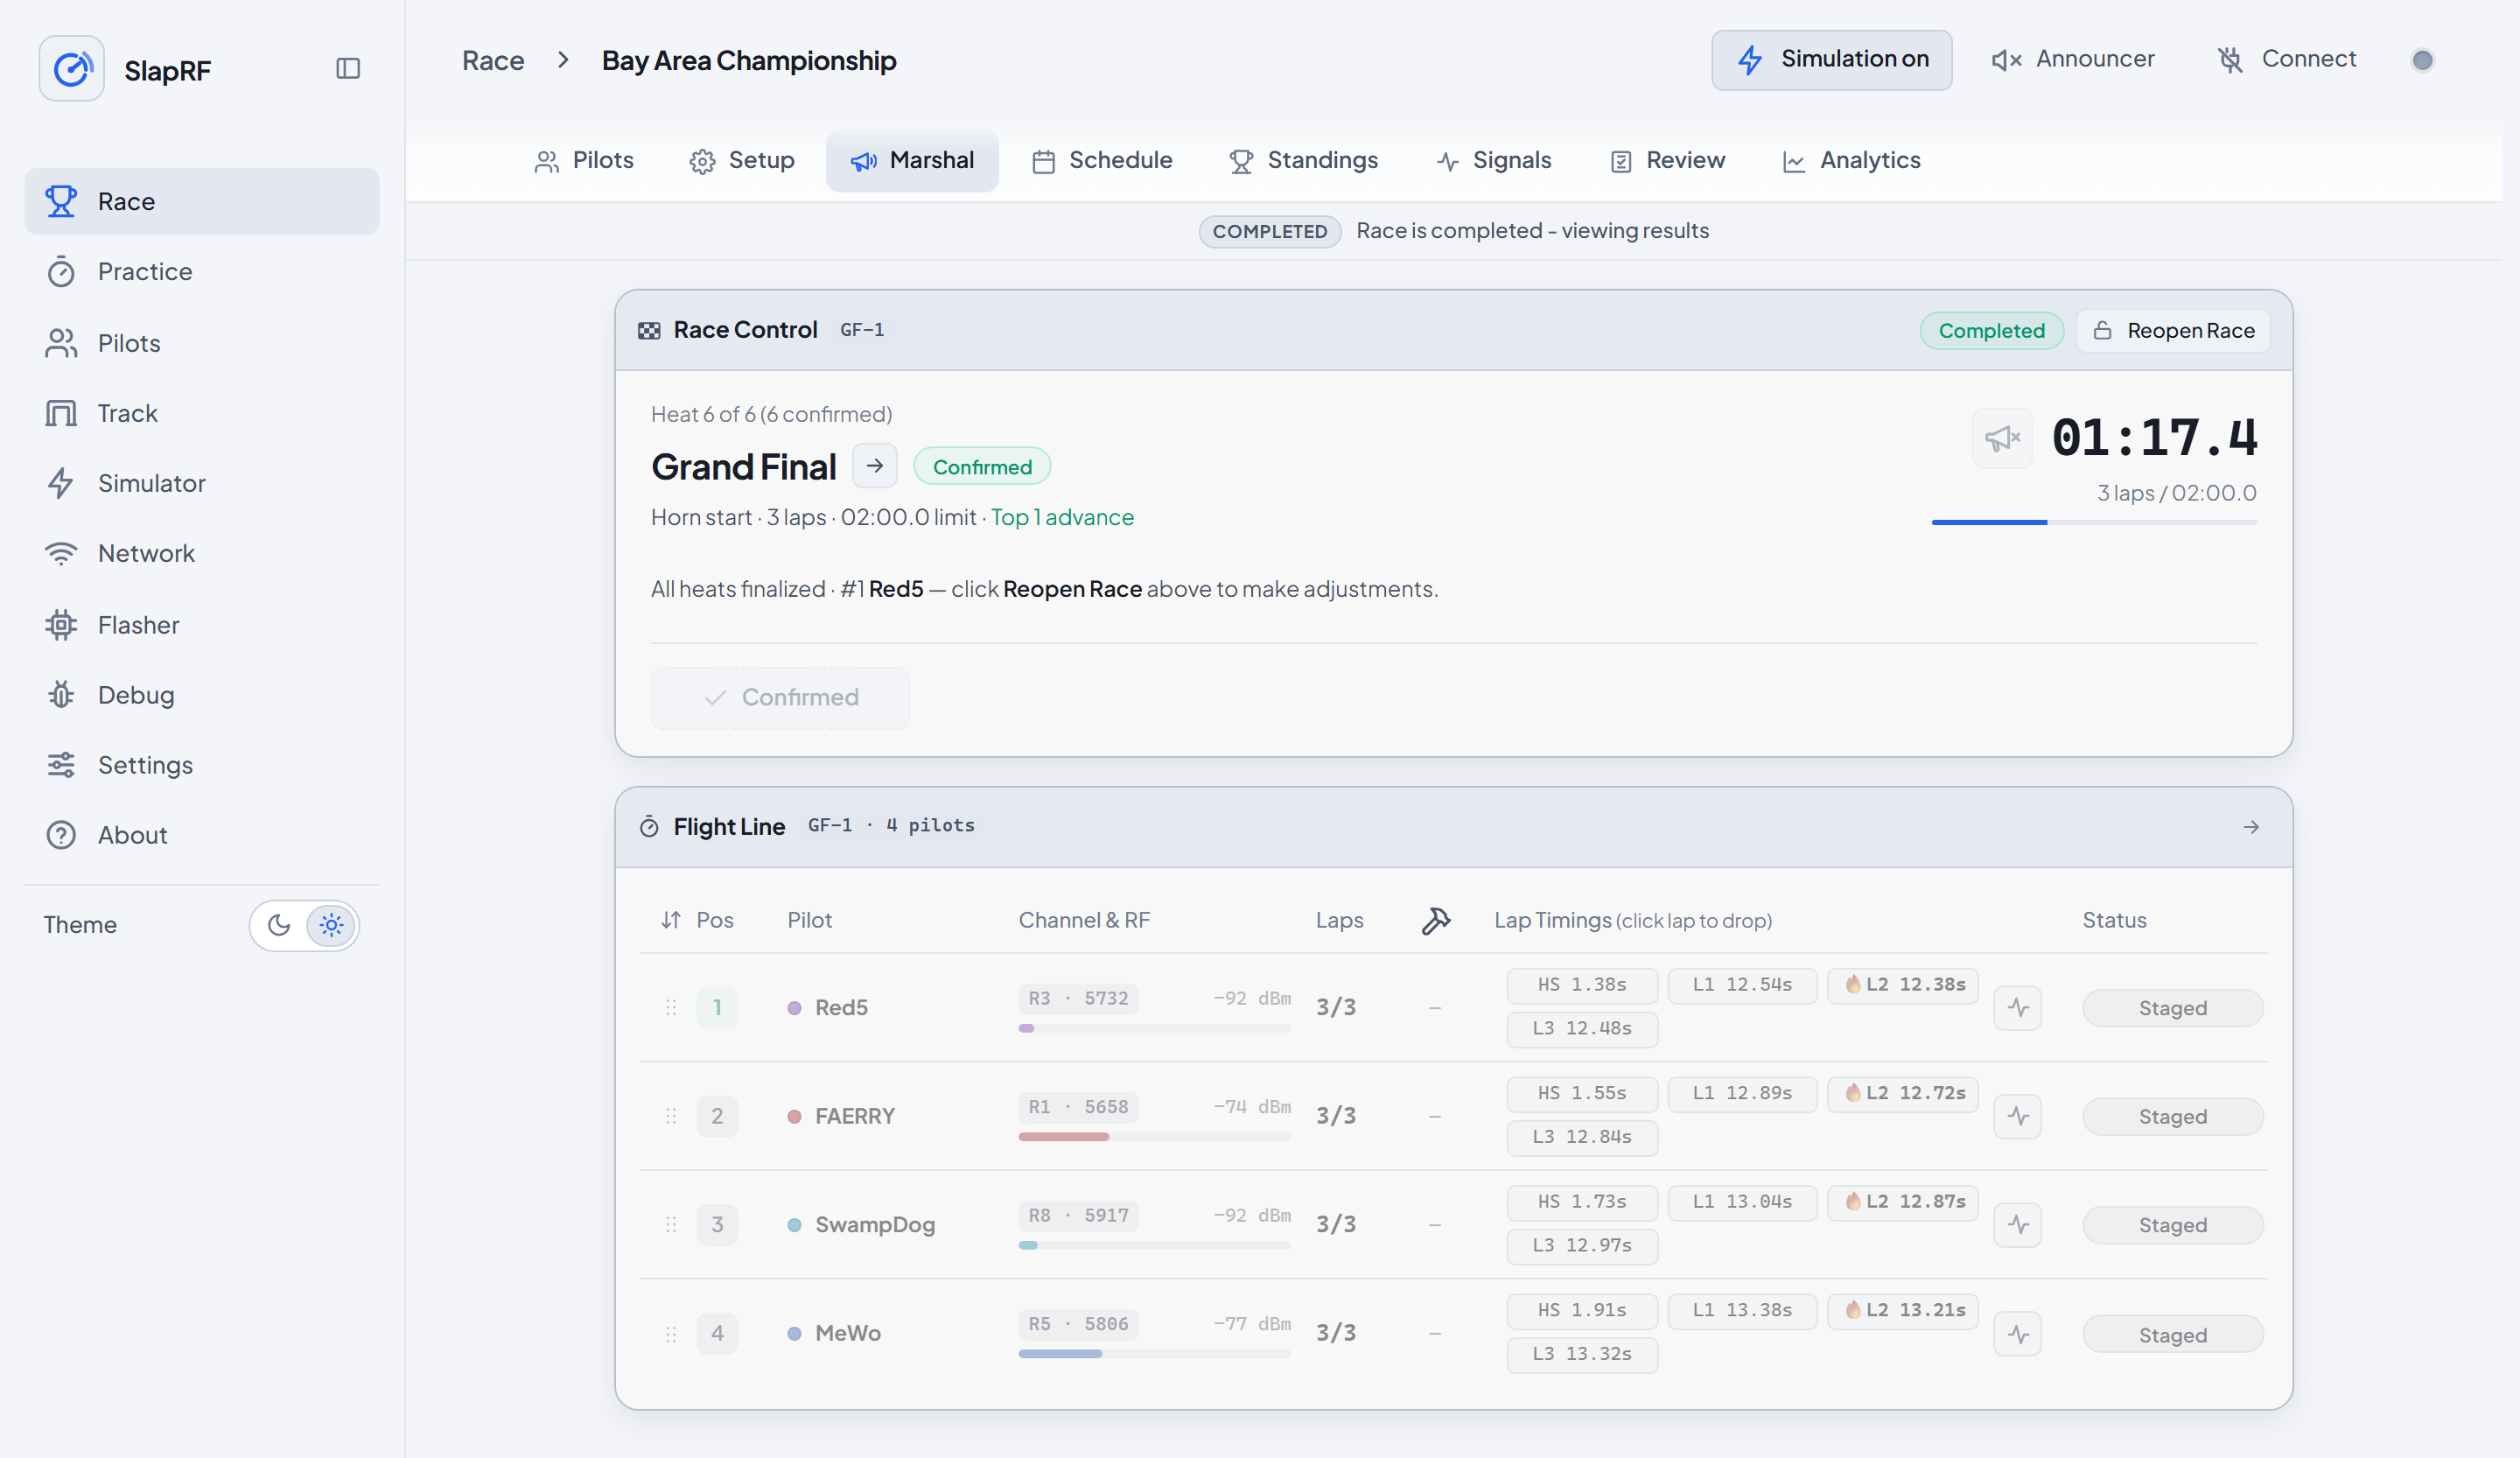 SlapRF
Race
Practice
Pilots
Track
Simulator
Network
Flasher
Debug
Settings
About
Theme
Race > Bay Area Championship
Simulation on
Announcer
Connect
Pilots
Setup
Marshal
Schedule
Standings
Signals
Review
Analytics
COMPLETED Race is completed - viewing results
Race Control GF-1
Completed
Reopen Race
Heat 6 of 6 (6 confirmed)
Grand Final → Confirmed
Horn start · 3 laps · 02:00.0 limit · Top 1 advance
01:17.4
3 laps / 02:00.0
All heats finalized · #1 Red5 — click Reopen Race above to make adjustments.
Confirmed
Flight Line GF-1 · 4 pilots
Pos Pilot Channel & RF Laps Lap Timings (click lap to drop) Status
1 Red5 R3 · 5732 -92 dBm 3/3 – HS 1.38s L1 12.54s 🔥L2 12.38s Staged
L3 12.48s
2 FAERRY R1 · 5658 -74 dBm 3/3 – HS 1.55s L1 12.89s 🔥L2 12.72s Staged
L3 12.84s
3 SwampDog R8 · 5917 -92 dBm 3/3 – HS 1.73s L1 13.04s 🔥L2 12.87s Staged
L3 12.97s
4 MeWo R5 · 5806 -77 dBm 3/3 – HS 1.91s L1 13.38s 🔥L2 13.21s Staged
L3 13.32s